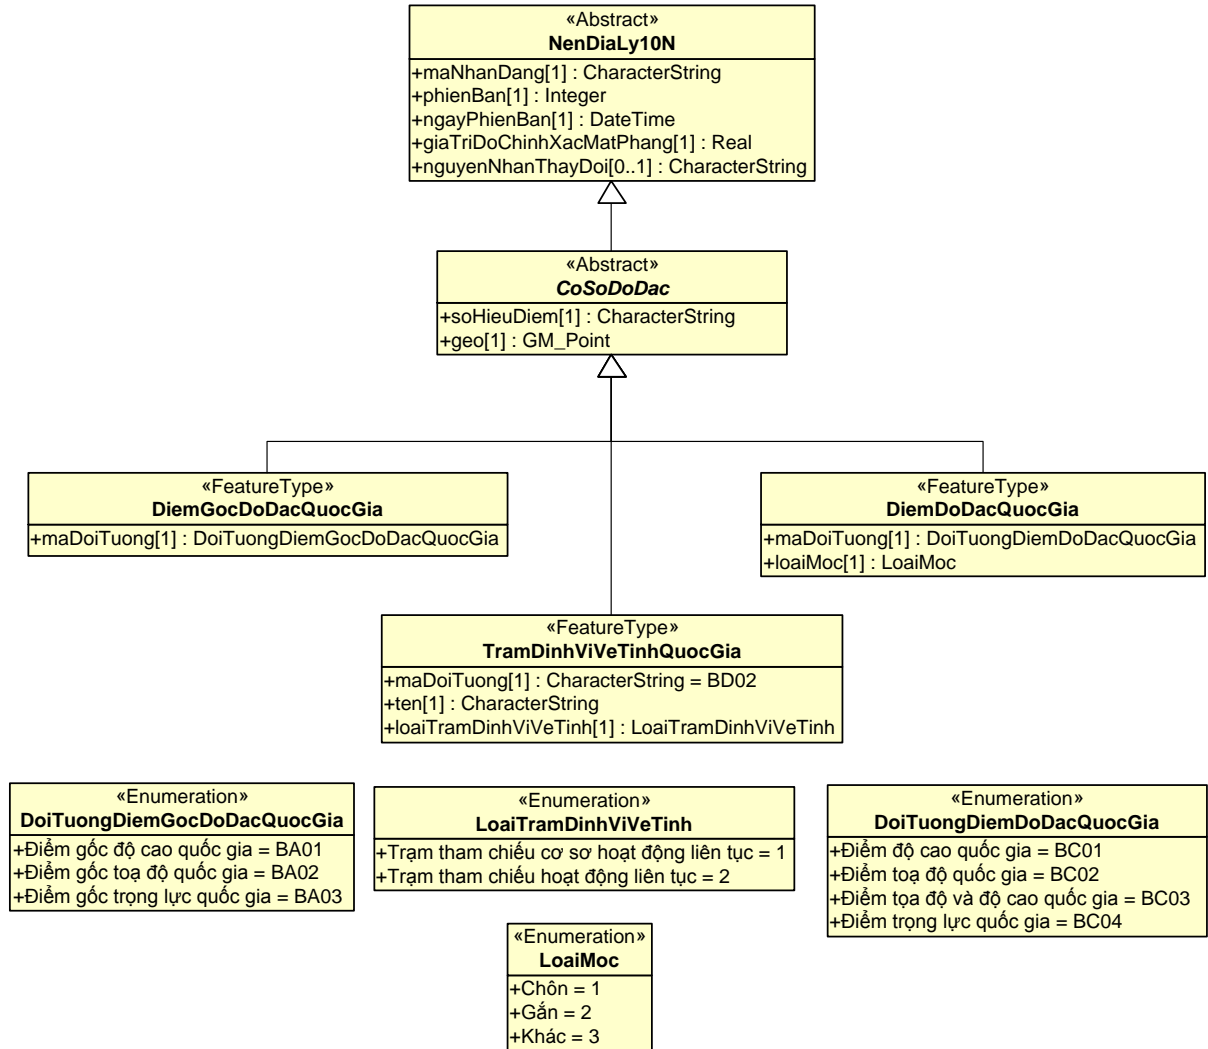 «Abstract»
NenDiaLy10N
+maNhanDang[1] : CharacterString
+phienBan[1] : Integer
+ngayPhienBan[1] : DateTime
+giaTriDoChinhXacMatPhang[1] : Real
+nguyenNhanThayDoi[0..1] : CharacterString
«Abstract»
CoSoDoDac
+soHieuDiem[1] : CharacterString
+geo[1] : GM_Point
«FeatureType»
DiemGocDoDacQuocGia
+maDoiTuong[1] : DoiTuongDiemGocDoDacQuocGia
«FeatureType»
DiemDoDacQuocGia
+maDoiTuong[1] : DoiTuongDiemDoDacQuocGia
+loaiMoc[1] : LoaiMoc
«FeatureType»
TramDinhViVeTinhQuocGia
+maDoiTuong[1] : CharacterString = BD02
+ten[1] : CharacterString
+loaiTramDinhViVeTinh[1] : LoaiTramDinhViVeTinh
«Enumeration»
DoiTuongDiemGocDoDacQuocGia
+Điểm gốc độ cao quốc gia = BA01
+Điểm gốc toạ độ quốc gia = BA02
+Điểm gốc trọng lực quốc gia = BA03
«Enumeration»
LoaiTramDinhViVeTinh
+Trạm tham chiếu cơ sơ hoạt động liên tục = 1
+Trạm tham chiếu hoạt động liên tục = 2
«Enumeration»
DoiTuongDiemDoDacQuocGia
+Điểm độ cao quốc gia = BC01
+Điểm toạ độ quốc gia = BC02
+Điểm tọa độ và độ cao quốc gia = BC03
+Điểm trọng lực quốc gia = BC04
«Enumeration»
LoaiMoc
+Chôn = 1
+Gắn = 2
+Khác = 3